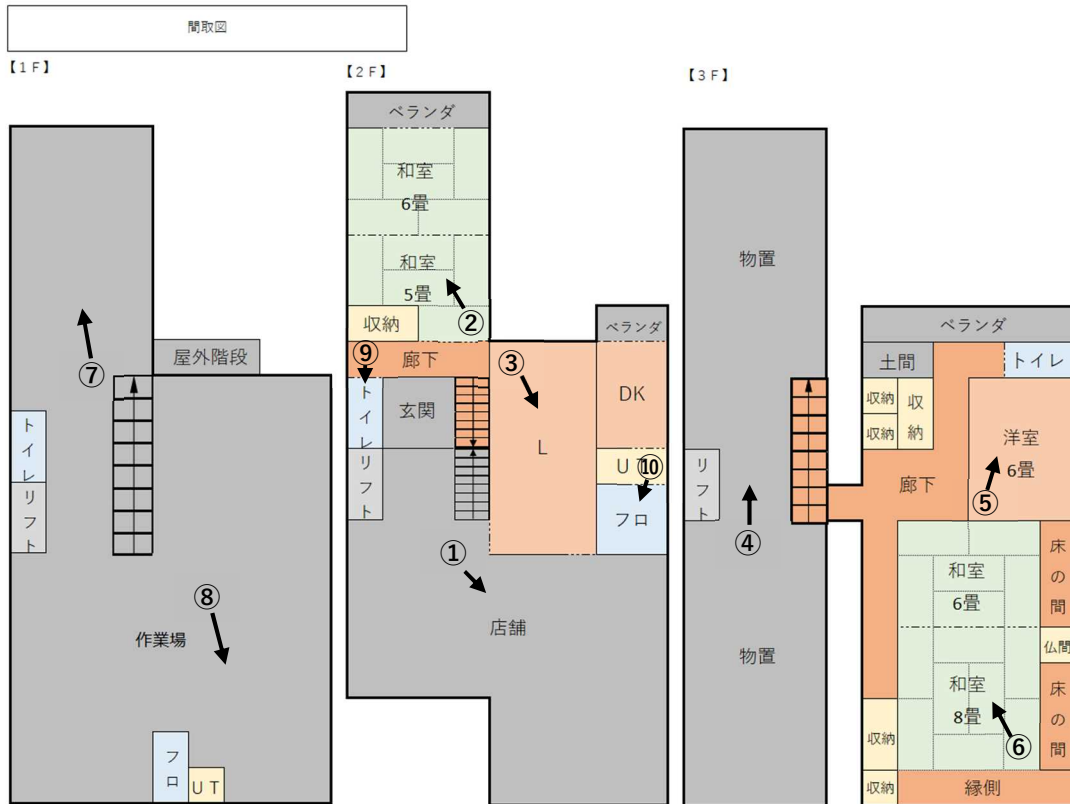 間取図
【1F】
屋外階段
⑦
トイレ
リフト
⑧
作業場
フロ
UT
【2F】
ベランダ
和室
6畳
和室
5畳
②
収納
ベランダ
⑨
廊下
③
DK
トイレ
玄関
L
リフト
UT
⑩
フロ
①
店舗
【3F】
物置
リフト
④
物置
ベランダ
土間
トイレ
収納
収納
収納
洋室
6畳
⑤
廊下
和室
6畳
床の間
仏間
和室
8畳
床の間
⑥
収納
収納
縁側